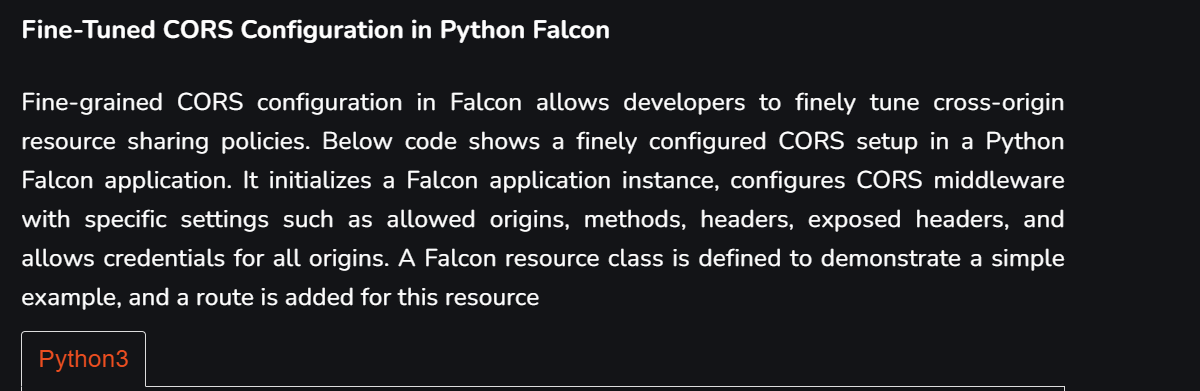 Fine-Tuned CORS Configuration in Python Falcon
Fine-grained CORS configuration in Falcon allows developers to finely tune cross-origin
resource sharing policies. Below code shows a finely configured CORS setup in a Python
Falcon application. It initializes a Falcon application instance, configures CORS middleware
with specific settings such as allowed origins, methods, headers, exposed headers, and
allows credentials for all origins. A Falcon resource class is defined to demonstrate a simple
example, and a route is added for this resource
Python3